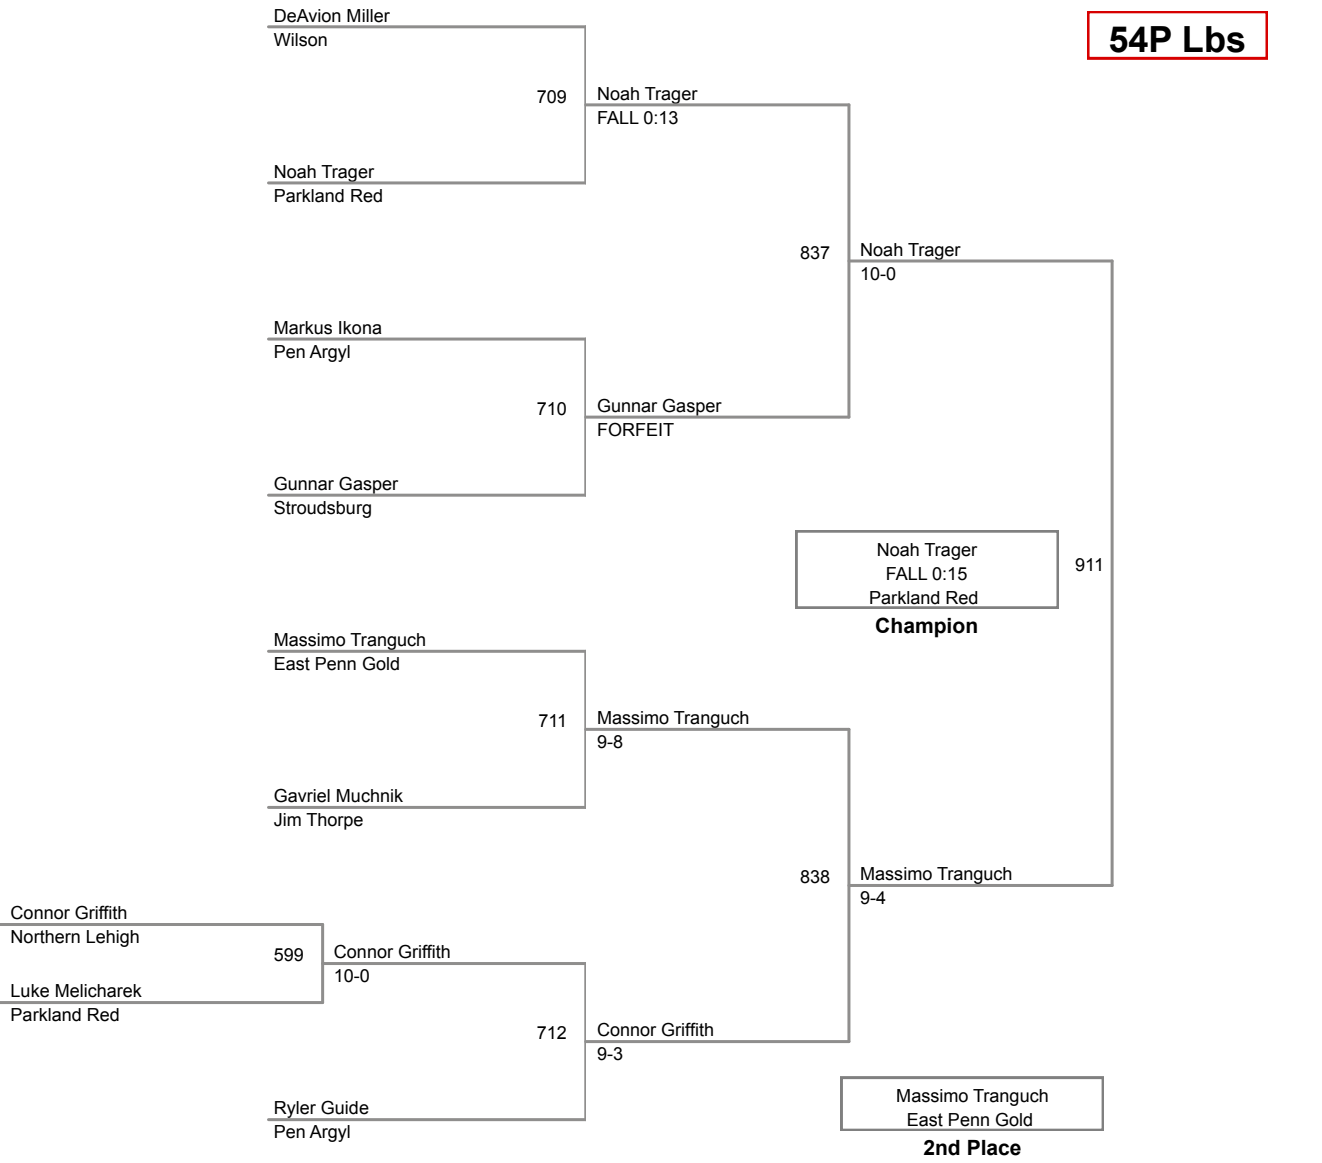 DeAvion Miller
Wilson
54P Lbs
709
Noah Trager
FALL 0:13
Noah Trager
Parkland Red
837
Noah Trager
10-0
Markus Ikona
Pen Argyl
710
Gunnar Gasper
FORFEIT
Gunnar Gasper
Stroudsburg
Noah Trager
FALL 0:15
Parkland Red
Champion
911
Massimo Tranguch
East Penn Gold
711
Massimo Tranguch
9-8
Gavriel Muchnik
Jim Thorpe
838
Massimo Tranguch
9-4
Connor Griffith
Northern Lehigh
599
Connor Griffith
10-0
Luke Melicharek
Parkland Red
712
Connor Griffith
9-3
Ryler Guide
Pen Argyl
Massimo Tranguch
East Penn Gold
2nd Place